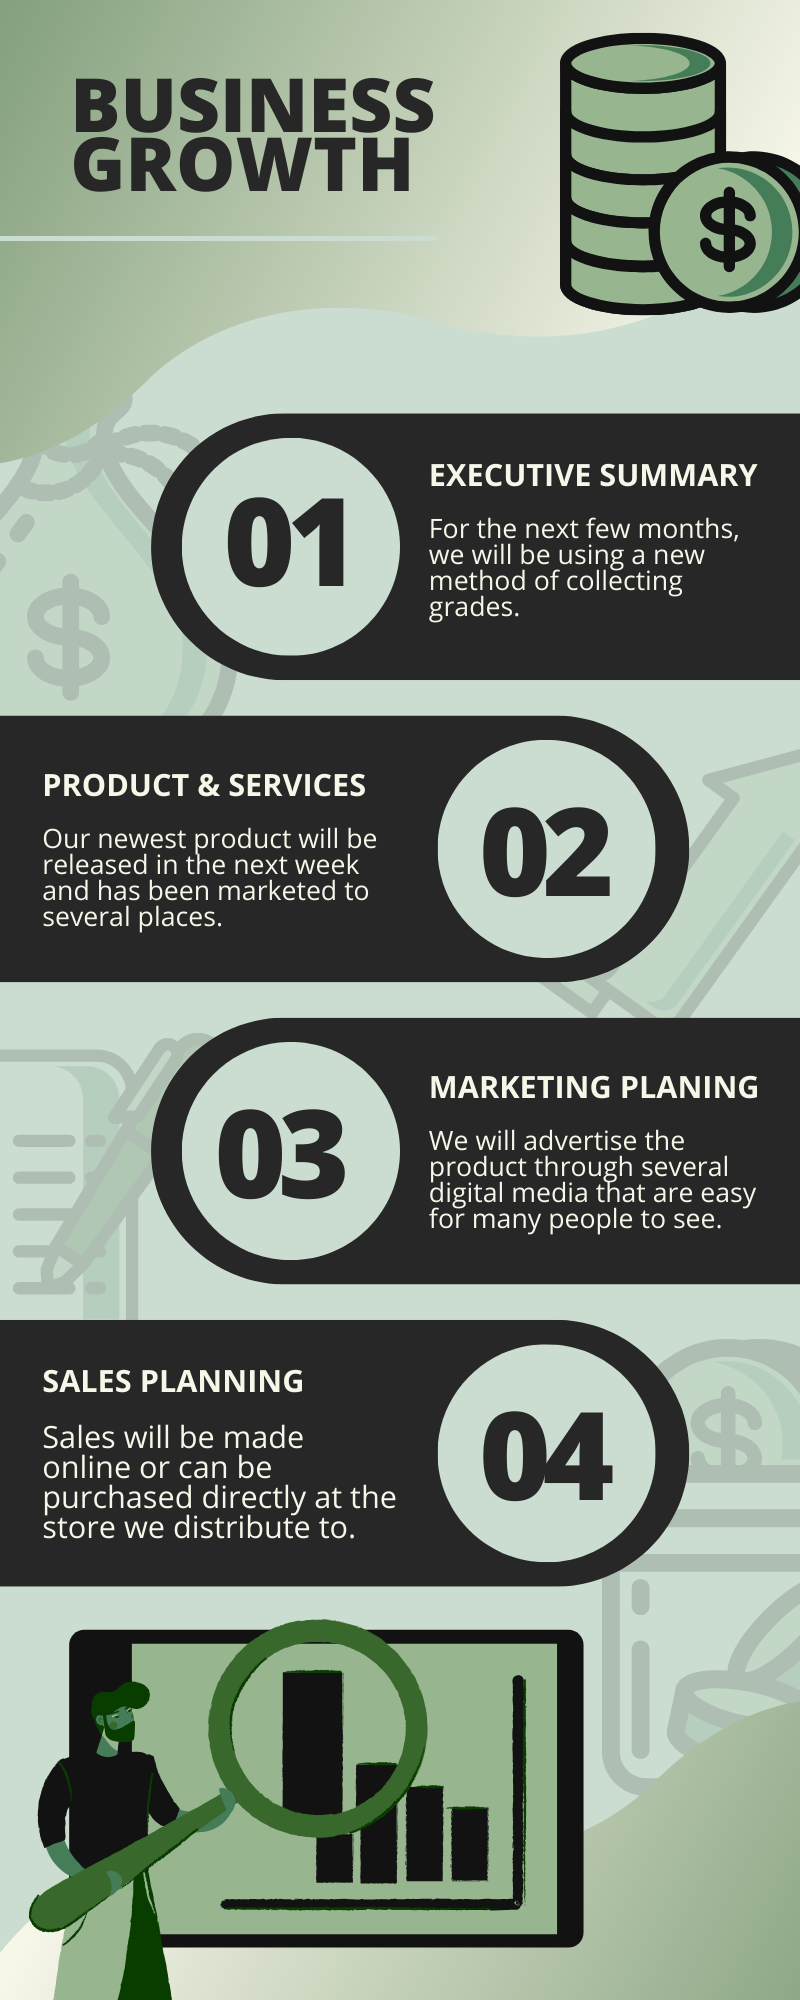 BUSINESS
GROWTH
$
01
EXECUTIVE SUMMARY
For the next few months,
we will be using a new
method of collecting
grades.
$
PRODUCT & SERVICES
Our newest product will be
released in the next week
and has been marketed to
several places.
02
03
MARKETING PLANING
We will advertise the
product through several
digital media that are easy
for many people to see.
SALES PLANNING
Sales will be made
online or can be
purchased directly at the
store we distribute to.
04
$